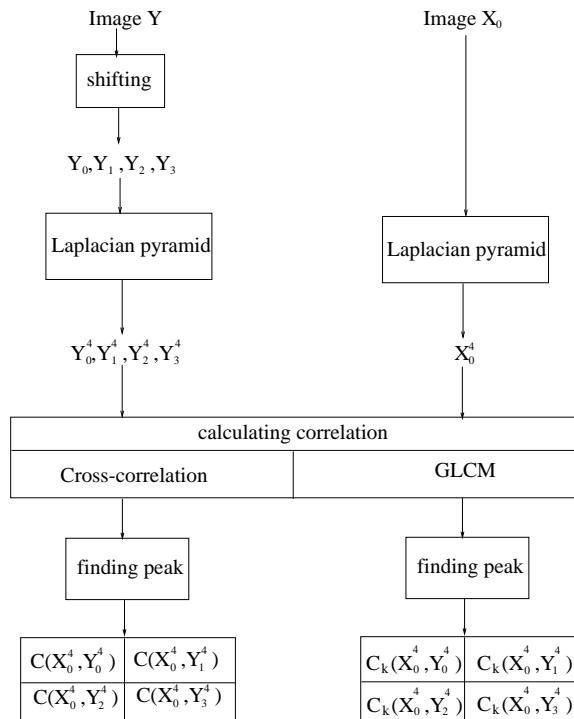 Image Y
Image X₀
shifting
Y₀,Y₁ ,Y₂ ,Y₃
Laplacian pyramid
Laplacian pyramid
Y₀⁴,Y₁⁴ ,Y₂⁴ ,Y₃⁴
X₀⁴
calculating correlation
Cross-correlation
GLCM
finding peak
finding peak
C(X₀⁴,Y₀⁴) C(X₀⁴,Y₁⁴)
C(X₀⁴,Y₂⁴) C(X₀⁴,Y₃⁴)
Cₖ(X₀⁴,Y₀⁴) Cₖ(X₀⁴,Y₁⁴)
Cₖ(X₀⁴,Y₂⁴) Cₖ(X₀⁴,Y₃⁴)